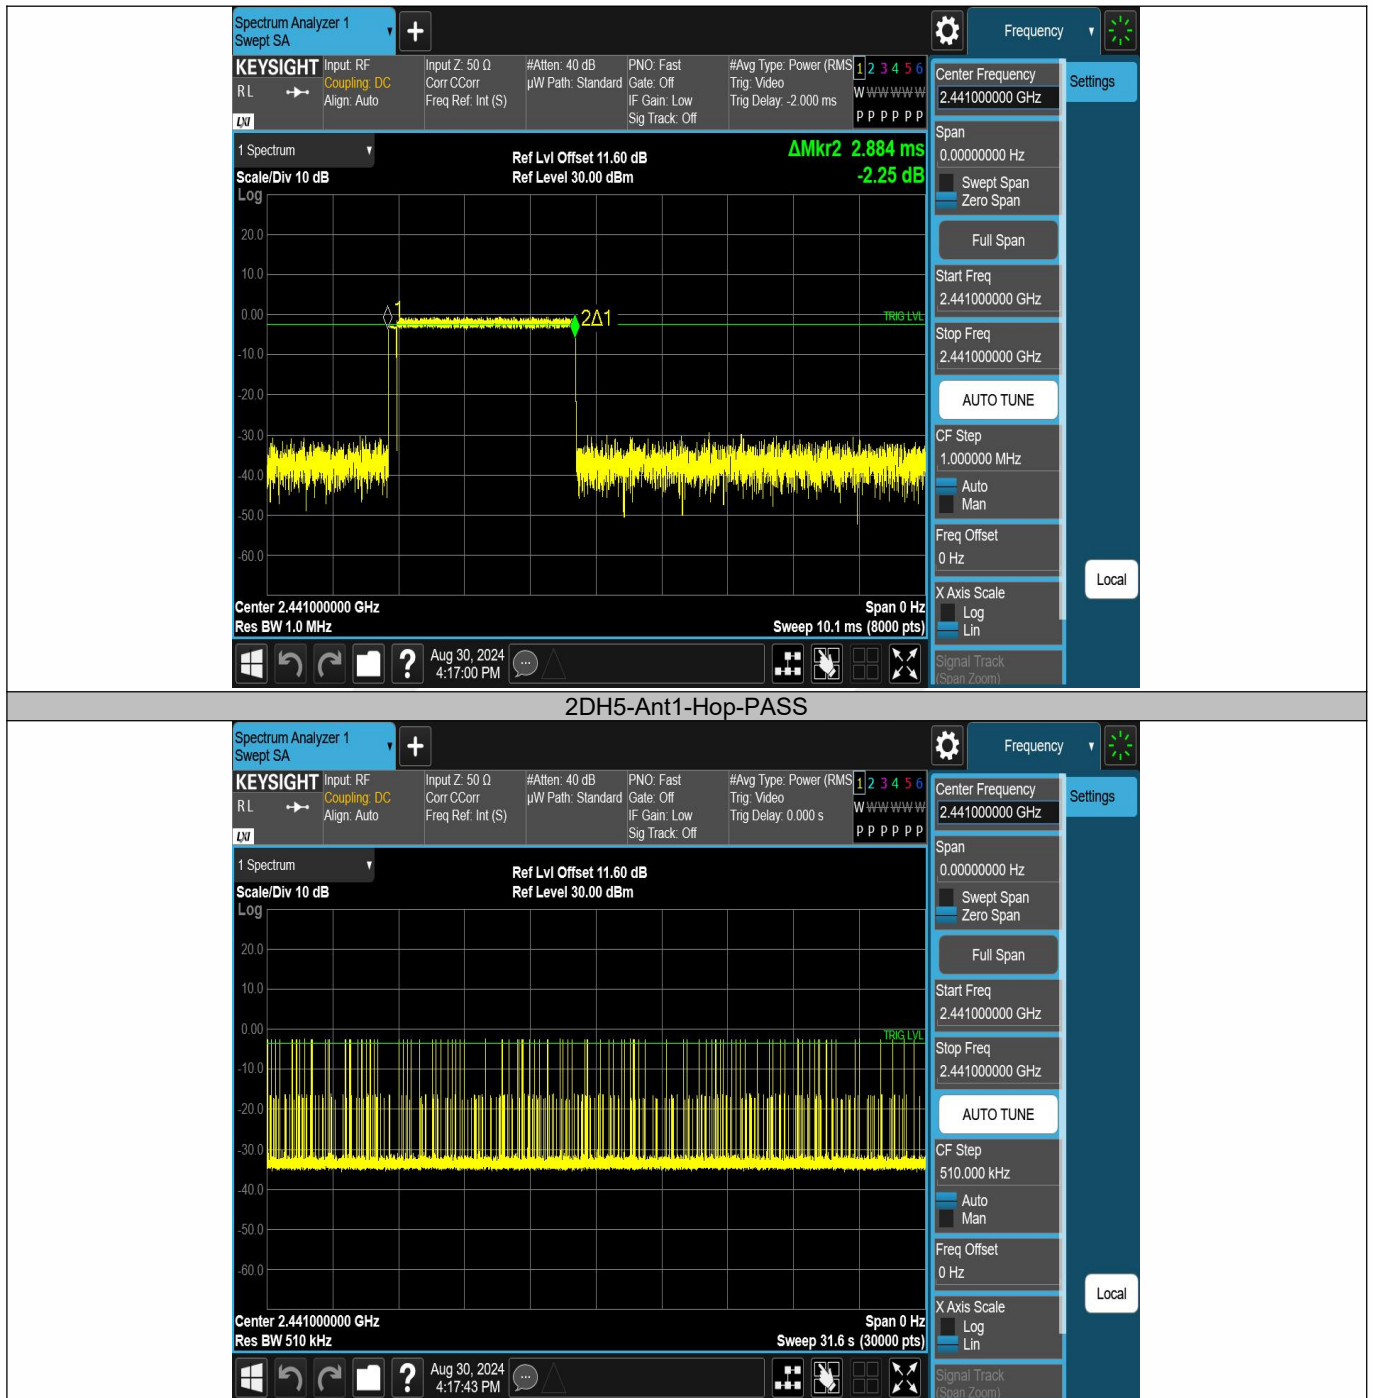 Spectrum Analyzer 1
Swept SA
Frequency
KEYSIGHT
RL
LXI
Input: RF
Coupling: DC
Align: Auto
Input Z: 50 Ω
Corr CCorr
Freq Ref: Int (S)
#Atten: 40 dB
µW Path: Standard
PNO: Fast
Gate: Off
IF Gain: Low
Sig Track: Off
#Avg Type: Power (RMS
Trig: Video
Trig Delay: -2.000 ms
1 2 3 4 5 6
W W W W W W
P P P P P P
Center Frequency
2.441000000 GHz
Settings
1 Spectrum
Scale/Div 10 dB
Ref Lvl Offset 11.60 dB
Ref Level 30.00 dBm
ΔMkr2 2.884 ms
-2.25 dB
Log
20.0
10.0
0.00
-10.0
-20.0
-30.0
-40.0
-50.0
-60.0
1
2Δ1
TRIG LVL
Center 2.441000000 GHz
Res BW 1.0 MHz
Span 0 Hz
Sweep 10.1 ms (8000 pts)
Span
0.00000000 Hz
Swept Span
Zero Span
Full Span
Start Freq
2.441000000 GHz
Stop Freq
2.441000000 GHz
AUTO TUNE
CF Step
1.000000 MHz
Auto
Man
Freq Offset
0 Hz
X Axis Scale
Log
Lin
Signal Track
(Span Zoom)
Local
?
Aug 30, 2024
4:17:00 PM
2DH5-Ant1-Hop-PASS
Spectrum Analyzer 1
Swept SA
Frequency
KEYSIGHT
RL
LXI
Input: RF
Coupling: DC
Align: Auto
Input Z: 50 Ω
Corr CCorr
Freq Ref: Int (S)
#Atten: 40 dB
µW Path: Standard
PNO: Fast
Gate: Off
IF Gain: Low
Sig Track: Off
#Avg Type: Power (RMS
Trig: Video
Trig Delay: 0.000 s
1 2 3 4 5 6
W W W W W W
P P P P P P
Center Frequency
2.441000000 GHz
Settings
1 Spectrum
Scale/Div 10 dB
Ref Lvl Offset 11.60 dB
Ref Level 30.00 dBm
Log
20.0
10.0
0.00
-10.0
-20.0
-30.0
-40.0
-50.0
-60.0
TRIG LVL
Center 2.441000000 GHz
Res BW 510 kHz
Span 0 Hz
Sweep 31.6 s (30000 pts)
Span
0.00000000 Hz
Swept Span
Zero Span
Full Span
Start Freq
2.441000000 GHz
Stop Freq
2.441000000 GHz
AUTO TUNE
CF Step
510.000 kHz
Auto
Man
Freq Offset
0 Hz
X Axis Scale
Log
Lin
Signal Track
(Span Zoom)
Local
?
Aug 30, 2024
4:17:43 PM